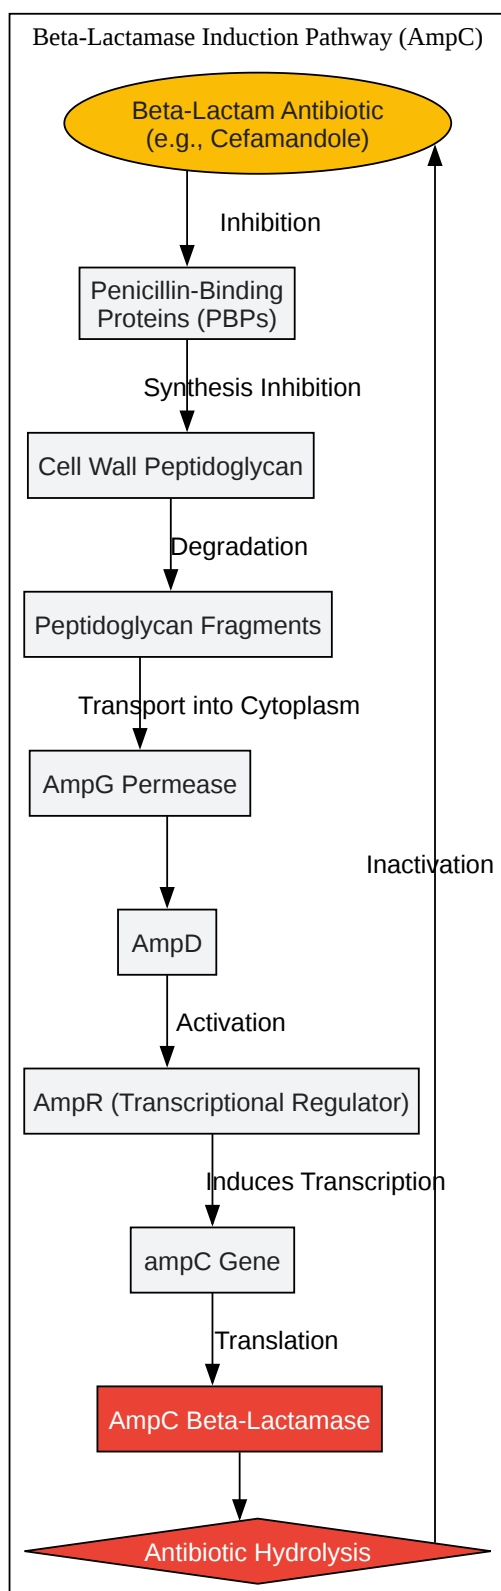 Beta-Lactamase Induction Pathway (AmpC)
Beta-Lactam Antibiotic
(e.g., Cefamandole)
Inhibition
Penicillin-Binding
Proteins (PBPs)
Synthesis Inhibition
Cell Wall Peptidoglycan
Degradation
Peptidoglycan Fragments
Transport into Cytoplasm
AmpG Permease
Inactivation
AmpD
Activation
AmpR (Transcriptional Regulator)
Induces Transcription
ampC Gene
Translation
AmpC Beta-Lactamase
Antibiotic Hydrolysis